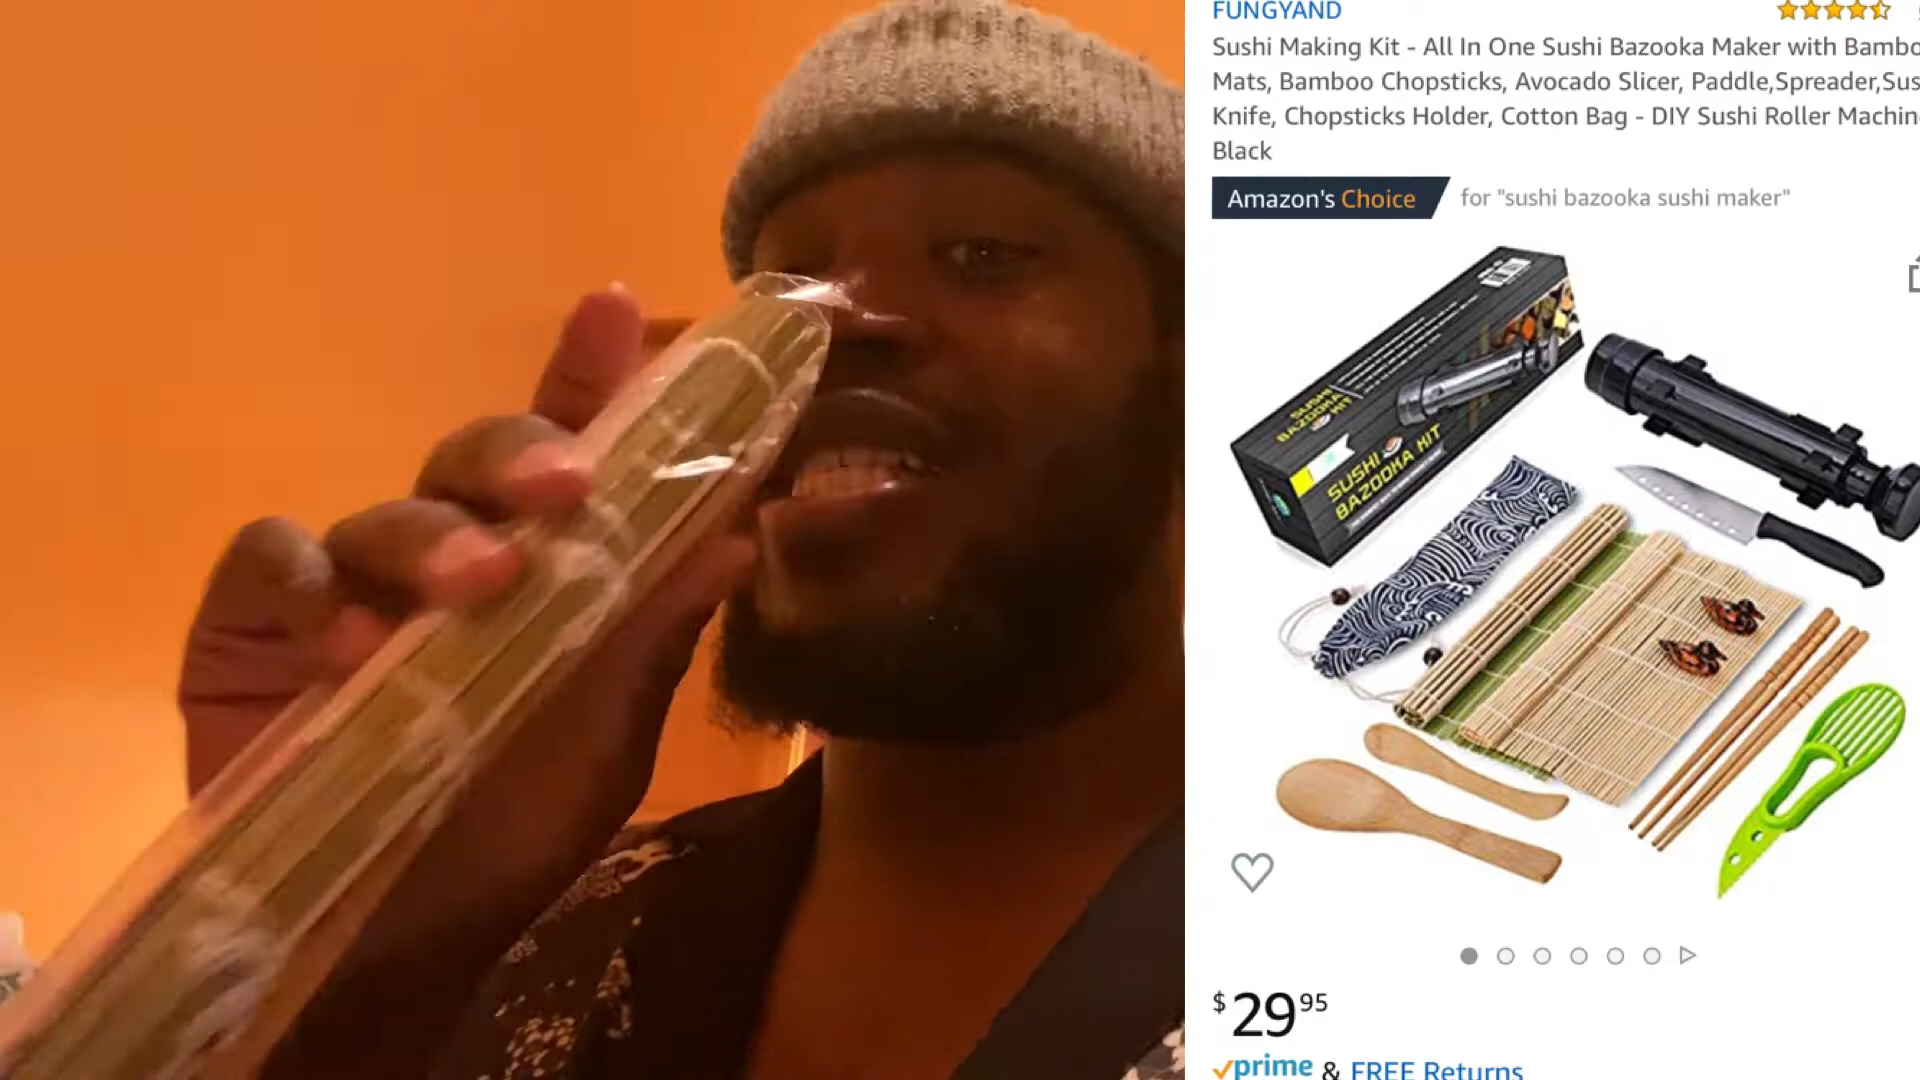 FUNGYAND
Sushi Making Kit - All In One Sushi Bazooka Maker with Bambo
Mats, Bamboo Chopsticks, Avocado Slicer, Paddle,Spreader,Sus
Knife, Chopsticks Holder, Cotton Bag - DIY Sushi Roller Machin
Black
Amazon's Choice for "sushi bazooka sushi maker"
SUSHI
BAZOOKA KIT
SUSHI
BAZOOKA KIT
$29 95
prime & FREE Returns